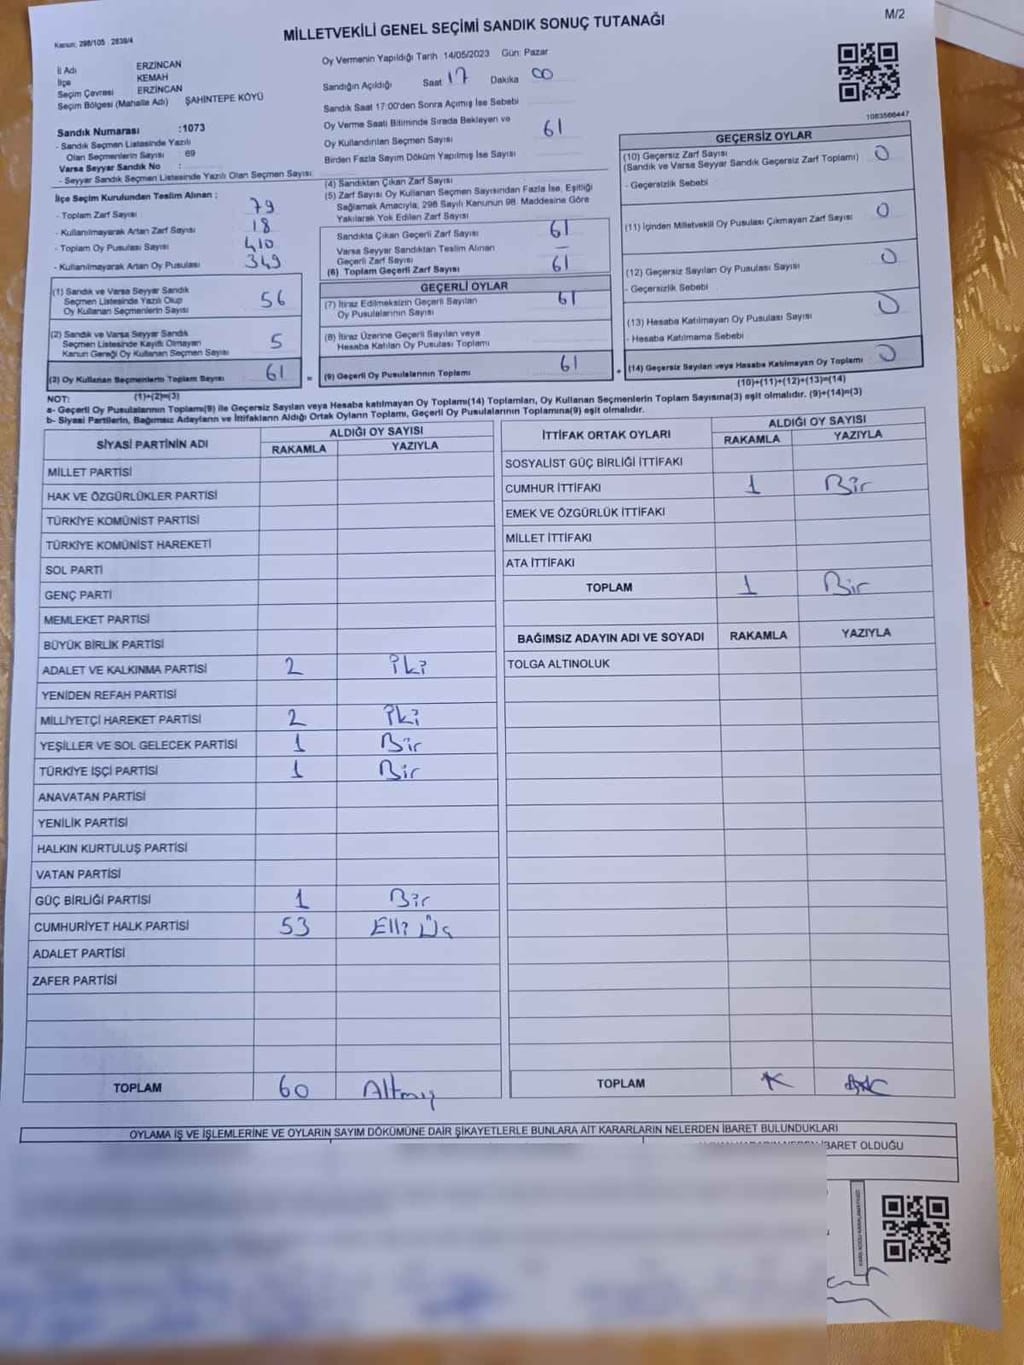 M/2
Kanun: 298/105 2839/4
MİLLETVEKİLİ GENEL SEÇİMİ SANDIK SONUÇ TUTANAĞI
İl Adı ERZİNCAN
İlçe KEMAH
Seçim Çevresi ERZİNCAN
Seçim Bölgesi (Mahalle Adı) ŞAHİNTEPE KÖYÜ
Sandık Numarası :1073
- Sandık Seçmen Listesinde Yazılı
Olan Seçmenlerin Sayısı 69
Varsa Seyyar Sandık No :
- Seyyar Sandık Seçmen Listesinde Yazılı Olan Seçmen Sayısı:
İlçe Seçim Kurulundan Teslim Alınan :
- Toplam Zarf Sayısı 79
- Kullanılmayarak Artan Zarf Sayısı 18
- Toplam Oy Pusulası Sayısı 410
- Kullanılmayarak Artan Oy Pusulası 349
(1) Sandık ve Varsa Seyyar Sandık
Seçmen Listesinde Yazılı Olup
Oy Kullanan Seçmenlerin Sayısı 56
(2) Sandık ve Varsa Seyyar Sandık
Seçmen Listesinde Kayıtlı Olmayan
Kanun Gereği Oy Kullanan Seçmen Sayısı 5
(3) Oy Kullanan Seçmenlerin Toplam Sayısı 61
(1)+(2)=(3)
Oy Vermenin Yapıldığı Tarih 14/05/2023 Gün: Pazar
Sandığın Açıldığı Saat 17 Dakika 00
Sandık Saat 17:00'den Sonra Açılmış İse Sebebi
Oy Verme Saati Bitiminde Sırada Bekleyen ve
Oy Kullandırılan Seçmen Sayısı 61
Birden Fazla Sayım Döküm Yapılmış İse Sayısı
(4) Sandıktan Çıkan Zarf Sayısı
(5) Zarf Sayısı Oy Kullanan Seçmen Sayısından Fazla İse, Eşitliği
Sağlamak Amacıyla, 298 Sayılı Kanunun 98. Maddesine Göre
Yakılarak Yok Edilen Zarf Sayısı
Sandıkta Çıkan Geçerli Zarf Sayısı 61
Varsa Seyyar Sandıktan Teslim Alınan
Geçerli Zarf Sayısı —
(6) Toplam Geçerli Zarf Sayısı 61
GEÇERLİ OYLAR
(7) İtiraz Edilmeksizin Geçerli Sayılan
Oy Pusulasının Sayısı 61
(8) İtiraz Üzerine Geçerli Sayılan veya
Hesaba Katılan Oy Pusulası Toplamı
= (9) Geçerli Oy Pusulalarının Toplamı 61
1083566447
GEÇERSİZ OYLAR
(10) Geçersiz Zarf Sayısı
(Sandık ve Varsa Seyyar Sandık Geçersiz Zarf Toplamı) 0
- Geçersizlik Sebebi
(11) İçinden Milletvekili Oy Pusulası Çıkmayan Zarf Sayısı 0
(12) Geçersiz Sayılan Oy Pusulası Sayısı 0
- Geçersizlik Sebebi
(13) Hesaba Katılmayan Oy Pusulası Sayısı 0
- Hesaba Katılmama Sebebi
+ (14) Geçersiz Sayılan veya Hesaba Katılmayan Oy Toplamı 0
(10)+(11)+(12)+(13)=(14)
NOT:
a- Geçerli Oy Pusulalarının Toplamı(9) ile Geçersiz Sayılan veya Hesaba katılmayan Oy Toplamı(14) Toplamları, Oy Kullanan Seçmenlerin Toplam Sayısına(3) eşit olmalıdır. (9)+(14)=(3)
b- Siyasi Partilerin, Bağımsız Adayların ve İttifakların Aldığı Ortak Oyların Toplamı, Geçerli Oy Pusulalarının Toplamına(9) eşit olmalıdır.
SİYASİ PARTİNİN ADI ALDIĞI OY SAYISI
RAKAMLA YAZIYLA
MİLLET PARTİSİ
HAK VE ÖZGÜRLÜKLER PARTİSİ
TÜRKİYE KOMÜNİST PARTİSİ
TÜRKİYE KOMÜNİST HAREKETİ
SOL PARTİ
GENÇ PARTİ
MEMLEKET PARTİSİ
BÜYÜK BİRLİK PARTİSİ
ADALET VE KALKINMA PARTİSİ 2 İki
YENİDEN REFAH PARTİSİ
MİLLİYETÇİ HAREKET PARTİSİ 2 İki
YEŞİLLER VE SOL GELECEK PARTİSİ 1 Bir
TÜRKİYE İŞÇİ PARTİSİ 1 Bir
ANAVATAN PARTİSİ
YENİLİK PARTİSİ
HALKIN KURTULUŞ PARTİSİ
VATAN PARTİSİ
GÜÇ BİRLİĞİ PARTİSİ 1 Bir
CUMHURİYET HALK PARTİSİ 53 Elli Üç
ADALET PARTİSİ
ZAFER PARTİSİ
TOPLAM 60 Altmış
İTTİFAK ORTAK OYLARI ALDIĞI OY SAYISI
RAKAMLA YAZIYLA
SOSYALİST GÜÇ BİRLİĞİ İTTİFAKI
CUMHUR İTTİFAKI 1 Bir
EMEK VE ÖZGÜRLÜK İTTİFAKI
MİLLET İTTİFAKI
ATA İTTİFAKI
TOPLAM 1 Bir
BAĞIMSIZ ADAYIN ADI VE SOYADI RAKAMLA YAZIYLA
TOLGA ALTINOLUK
TOPLAM
OYLAMA İŞ VE İŞLEMLERİNE VE OYLARIN SAYIM DÖKÜMÜNE DAİR ŞİKAYETLERLE BUNLARA AİT KARARLARIN NELERDEN İBARET BULUNDUKLARI
İBARET OLDUĞU